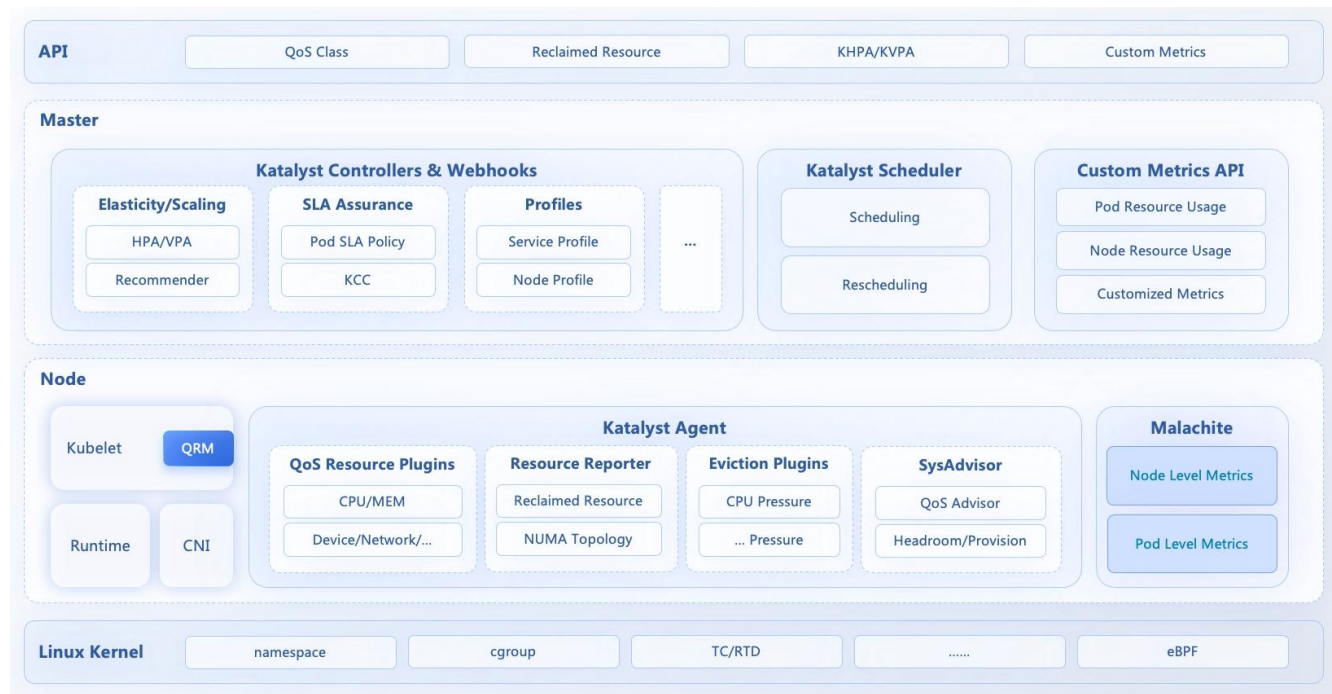 API
QoS Class
Reclaimed Resource
KHPA/KVPA
Custom Metrics
Master
Katalyst Controllers & Webhooks
Elasticity/Scaling
HPA/VPA
Recommender
SLA Assurance
Pod SLA Policy
KCC
Profiles
Service Profile
Node Profile
...
Katalyst Scheduler
Scheduling
Rescheduling
Custom Metrics API
Pod Resource Usage
Node Resource Usage
Customized Metrics
Node
Kubelet
QRM
Runtime
CNI
Katalyst Agent
QoS Resource Plugins
CPU/MEM
Device/Network/...
Resource Reporter
Reclaimed Resource
NUMA Topology
Eviction Plugins
CPU Pressure
... Pressure
SysAdvisor
QoS Advisor
Headroom/Provision
Malachite
Node Level Metrics
Pod Level Metrics
Linux Kernel
namespace
cgroup
TC/RTD
......
eBPF